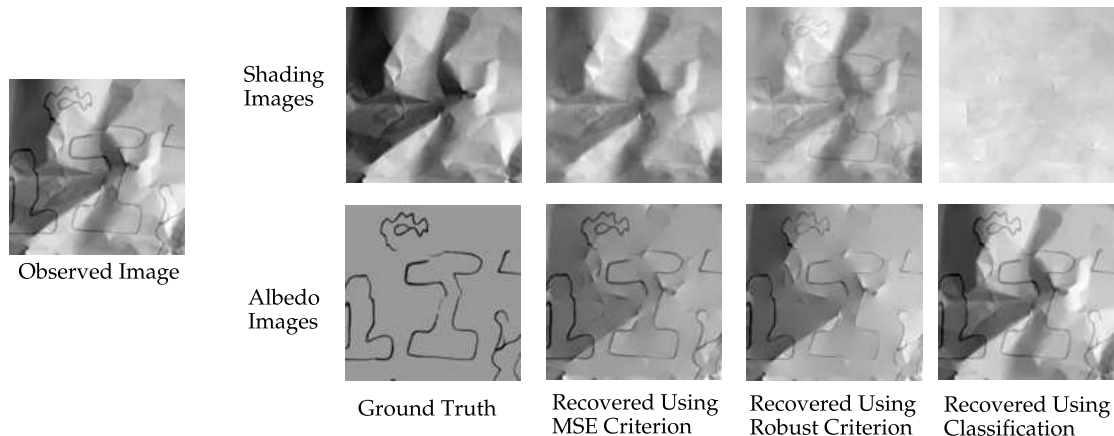 Shading
Images
Observed Image
Albedo
Images
Ground Truth
Recovered Using
MSE Criterion
Recovered Using
Robust Criterion
Recovered Using
Classification